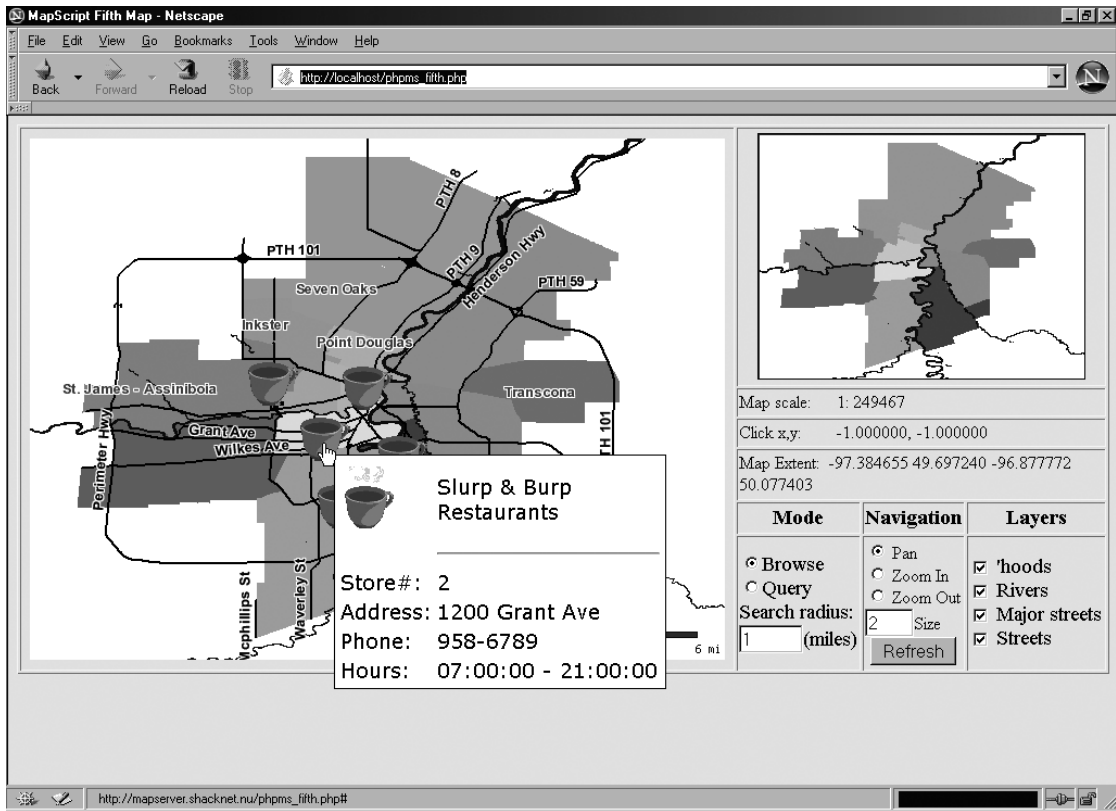 MapScript Fifth Map - Netscape
File Edit View Go Bookmarks Tools Window Help
Back Forward Reload Stop
http://localhost/phpms_fifth.php
N
PTH 8
PTH 101
PTH 9
Henderson Hwy
PTH 59
Seven Oaks
Inkster
Point Douglas
St. James - Assiniboia
Transcona
Grant Ave
Wilkes Ave
Perimeter Hwy
TH 101
Mcphillips St
Waverley St
6 mi
Slurp & Burp
Restaurants
Store#: 2
Address: 1200 Grant Ave
Phone: 958-6789
Hours: 07:00:00 - 21:00:00
Map scale: 1: 249467
Click x,y: -1.000000, -1.000000
Map Extent: -97.384655 49.697240 -96.877772
50.077403
Mode
Browse
Query
Search radius:
1 (miles)
Navigation
Pan
Zoom In
Zoom Out
2 Size
Refresh
Layers
'hoods
Rivers
Major streets
Streets
http://mapserver.shacknet.nu/phpms_fifth.php#